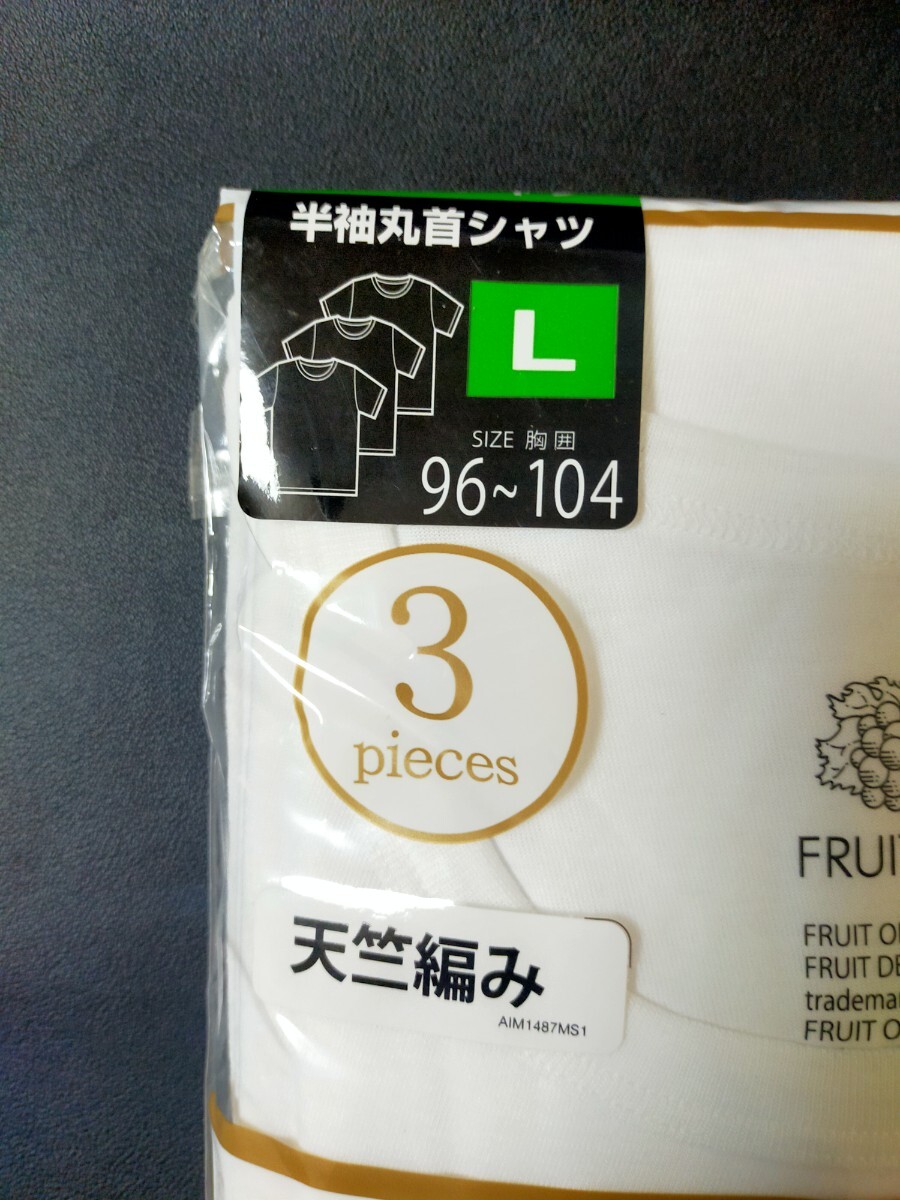 半袖丸首シャツ
L
SIZE 胸囲
96~104
3
pieces
FRUI
FRUIT O
FRUIT DE
tradema
FRUIT O
天竺編み
AIM1487MS1